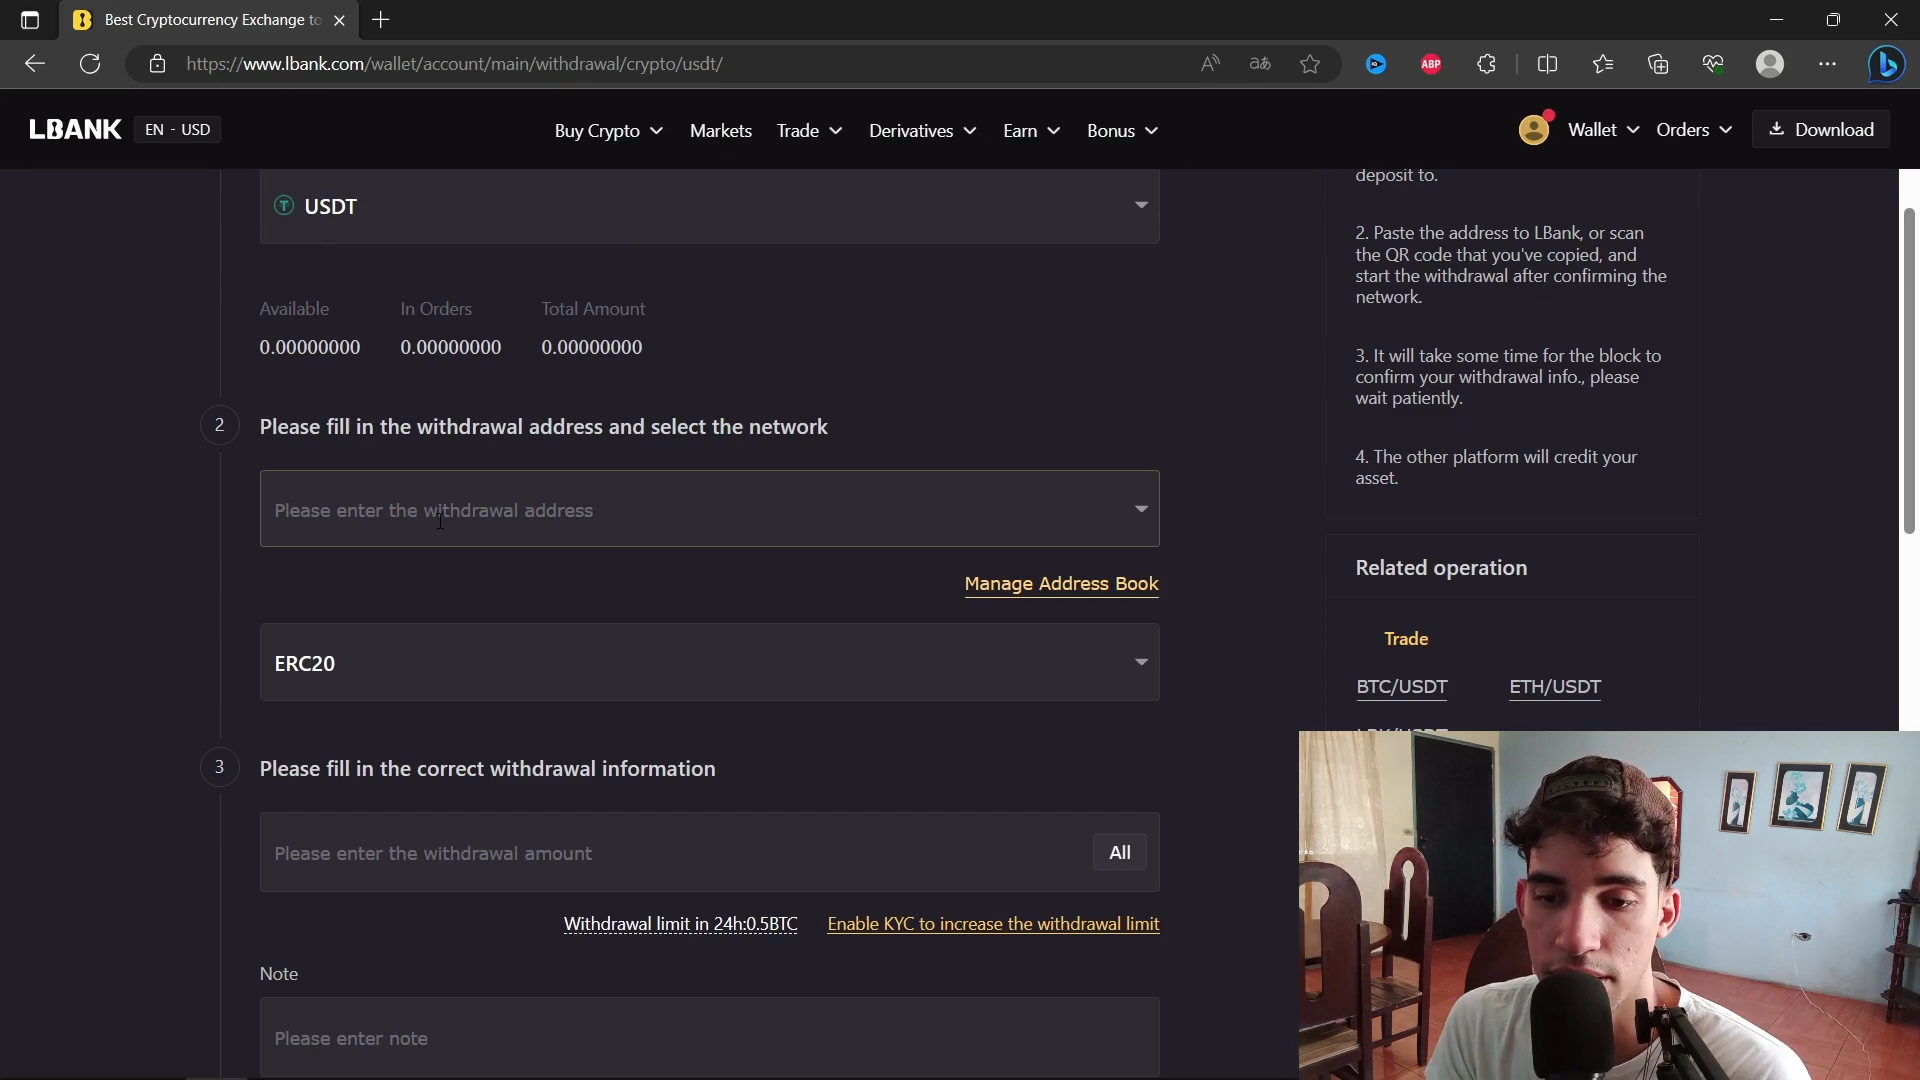 Best Cryptocurrency Exchange to
https://www.lbank.com/wallet/account/main/withdrawal/crypto/usdt/
ABP
LBANK
EN - USD
Buy Crypto
Markets
Trade
Derivatives
Earn
Bonus
Wallet
Orders
Download
USDT
Available
In Orders
Total Amount
0.00000000
0.00000000
0.00000000
2
Please fill in the withdrawal address and select the network
Please enter the withdrawal address
Manage Address Book
ERC20
3
Please fill in the correct withdrawal information
Please enter the withdrawal amount
All
Withdrawal limit in 24h:0.5BTC
Enable KYC to increase the withdrawal limit
Note
Please enter note
deposit to.
2. Paste the address to LBank, or scan
the QR code that you've copied, and
start the withdrawal after confirming the
network.
3. It will take some time for the block to
confirm your withdrawal info., please
wait patiently.
4. The other platform will credit your
asset.
Related operation
Trade
BTC/USDT
ETH/USDT